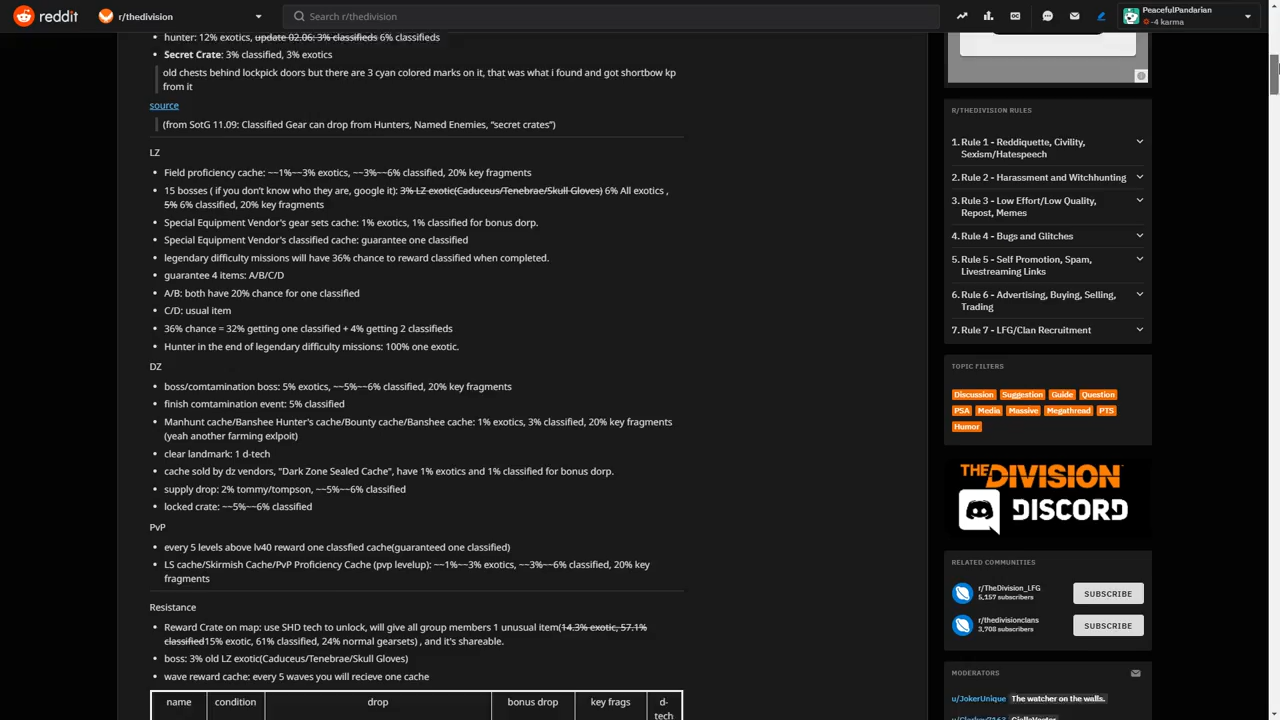 reddit
r/thedivision
Search r/thedivision
PeacefulPandarian
-4 karma
hunter: 12% exotics, update 02.06: 3% classifieds 6% classifieds
Secret Crate: 3% classified, 3% exotics
old chests behind lockpick doors but there are 3 cyan colored marks on it, that was what i found and got shortbow kp
from it
source
(from SotG 11.09: Classified Gear can drop from Hunters, Named Enemies, “secret crates”)
LZ
Field proficiency cache: ~~1%~~3% exotics, ~~3%~~6% classified, 20% key fragments
15 bosses ( if you don’t know who they are, google it): 3% LZ exotic(Caduceus/Tenebrae/Skull Gloves) 6% All exotics ,
5% 6% classified, 20% key fragments
Special Equipment Vendor’s gear sets cache: 1% exotics, 1% classified for bonus dorp.
Special Equipment Vendor’s classified cache: guarantee one classified
legendary difficulty missions will have 36% chance to reward classified when completed.
guarantee 4 items: A/B/C/D
A/B: both have 20% chance for one classified
C/D: usual item
36% chance = 32% getting one classified + 4% getting 2 classifieds
Hunter in the end of legendary difficulty missions: 100% one exotic.
DZ
boss/comtamination boss: 5% exotics, ~~5%~~6% classified, 20% key fragments
finish comtamination event: 5% classified
Manhunt cache/Banshee Hunter's cache/Bounty cache/Banshee cache: 1% exotics, 3% classified, 20% key fragments
(yeah another farming exlpoit)
clear landmark: 1 d-tech
cache sold by dz vendors, "Dark Zone Sealed Cache", have 1% exotics and 1% classified for bonus dorp.
supply drop: 2% tommy/tompson, ~~5%~~6% classified
locked crate: ~~5%~~6% classified
PvP
every 5 levels above lv40 reward one classfied cache(guaranteed one classified)
LS cache/Skirmish Cache/PvP Proficiency Cache (pvp levelup): ~~1%~~3% exotics, ~~3%~~6% classified, 20% key
fragments
Resistance
Reward Crate on map: use SHD tech to unlock, will give all group members 1 unusual item(14.3% exotic, 57.1%
classified15% exotic, 61% classified, 24% normal gearsets) , and it's shareable.
boss: 3% old LZ exotic(Caduceus/Tenebrae/Skull Gloves)
wave reward cache: every 5 waves you will recieve one cache
name condition drop bonus drop key frags d-
tech
R/THEDIVISION RULES
1. Rule 1 - Reddiquette, Civility,
Sexism/Hatespeech
2. Rule 2 - Harassment and Witchhunting
3. Rule 3 - Low Effort/Low Quality,
Repost, Memes
4. Rule 4 - Bugs and Glitches
5. Rule 5 - Self Promotion, Spam,
Livestreaming Links
6. Rule 6 - Advertising, Buying, Selling,
Trading
7. Rule 7 - LFG/Clan Recruitment
TOPIC FILTERS
Discussion Suggestion Guide Question
PSA Media Massive Megathread PTS
Humor
THE DIVISION
DISCORD
RELATED COMMUNITIES
r/TheDivision_LFG
5,157 subscribers
SUBSCRIBE
r/thedivisionclans
3,708 subscribers
SUBSCRIBE
MODERATORS
u/JokerUnique The watcher on the walls.